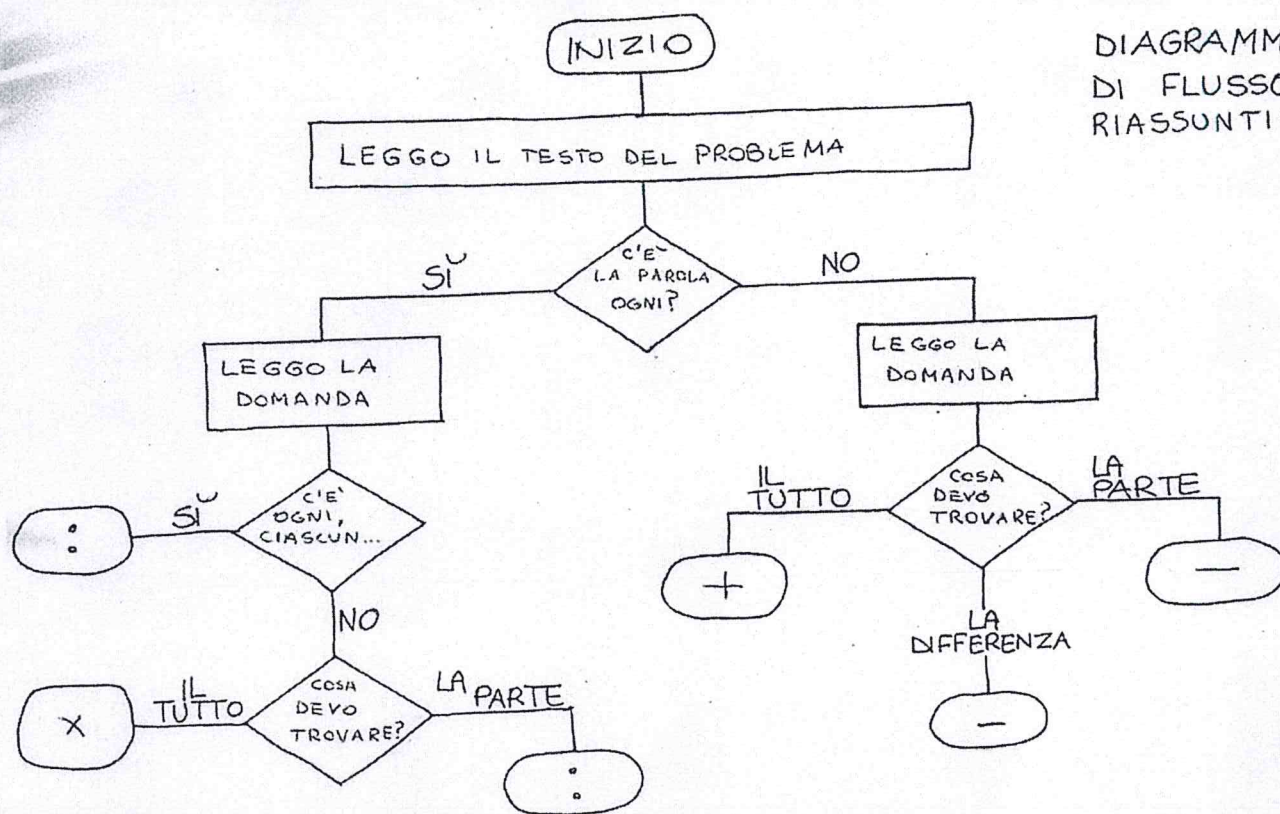 INIZIO
DIAGRAMM
DI FLUSSO
RIASSUNTI
LEGGO IL TESTO DEL PROBLEMA
C'E`
LA PAROLA
OGNI?
SÌ
NO
LEGGO LA
DOMANDA
LEGGO LA
DOMANDA
C'E`
OGNI,
CIASCUN...
SÌ
:
NO
COSA
DEVO
TROVARE?
IL
TUTTO
X
LA PARTE
:
COSA
DEVO
TROVARE?
IL
TUTTO
+
LA
DIFFERENZA
-
LA
PARTE
-